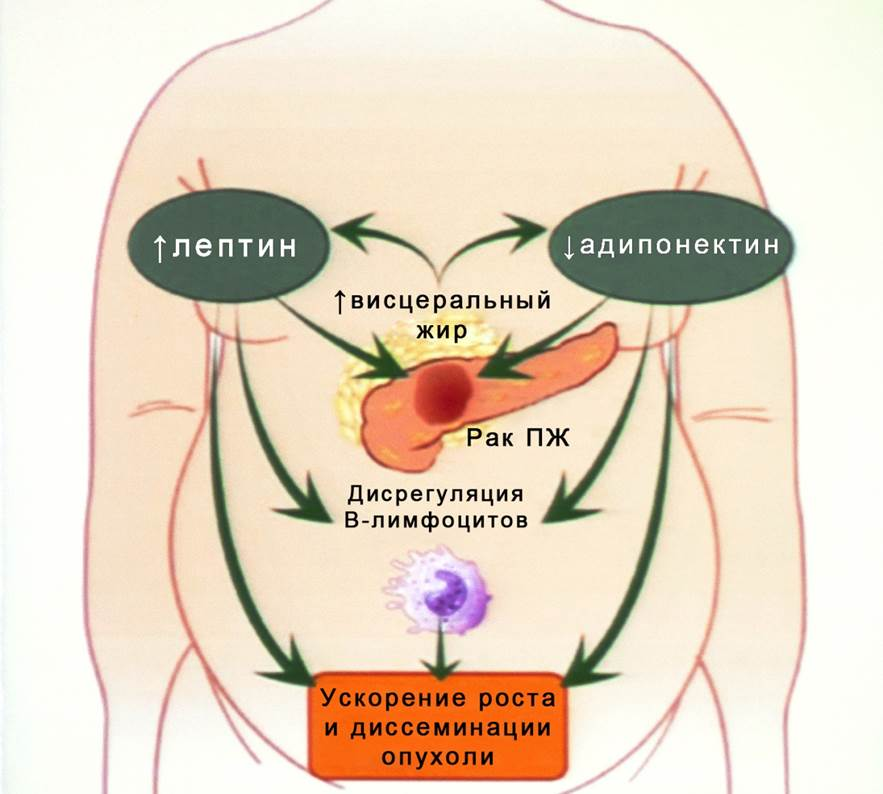 ↑лептин
↓адипонектин
↑висцеральный
жир
Рак ПЖ
Дисрегуляция
В-лимфоцитов
Ускорение роста
и диссеминации
опухоли